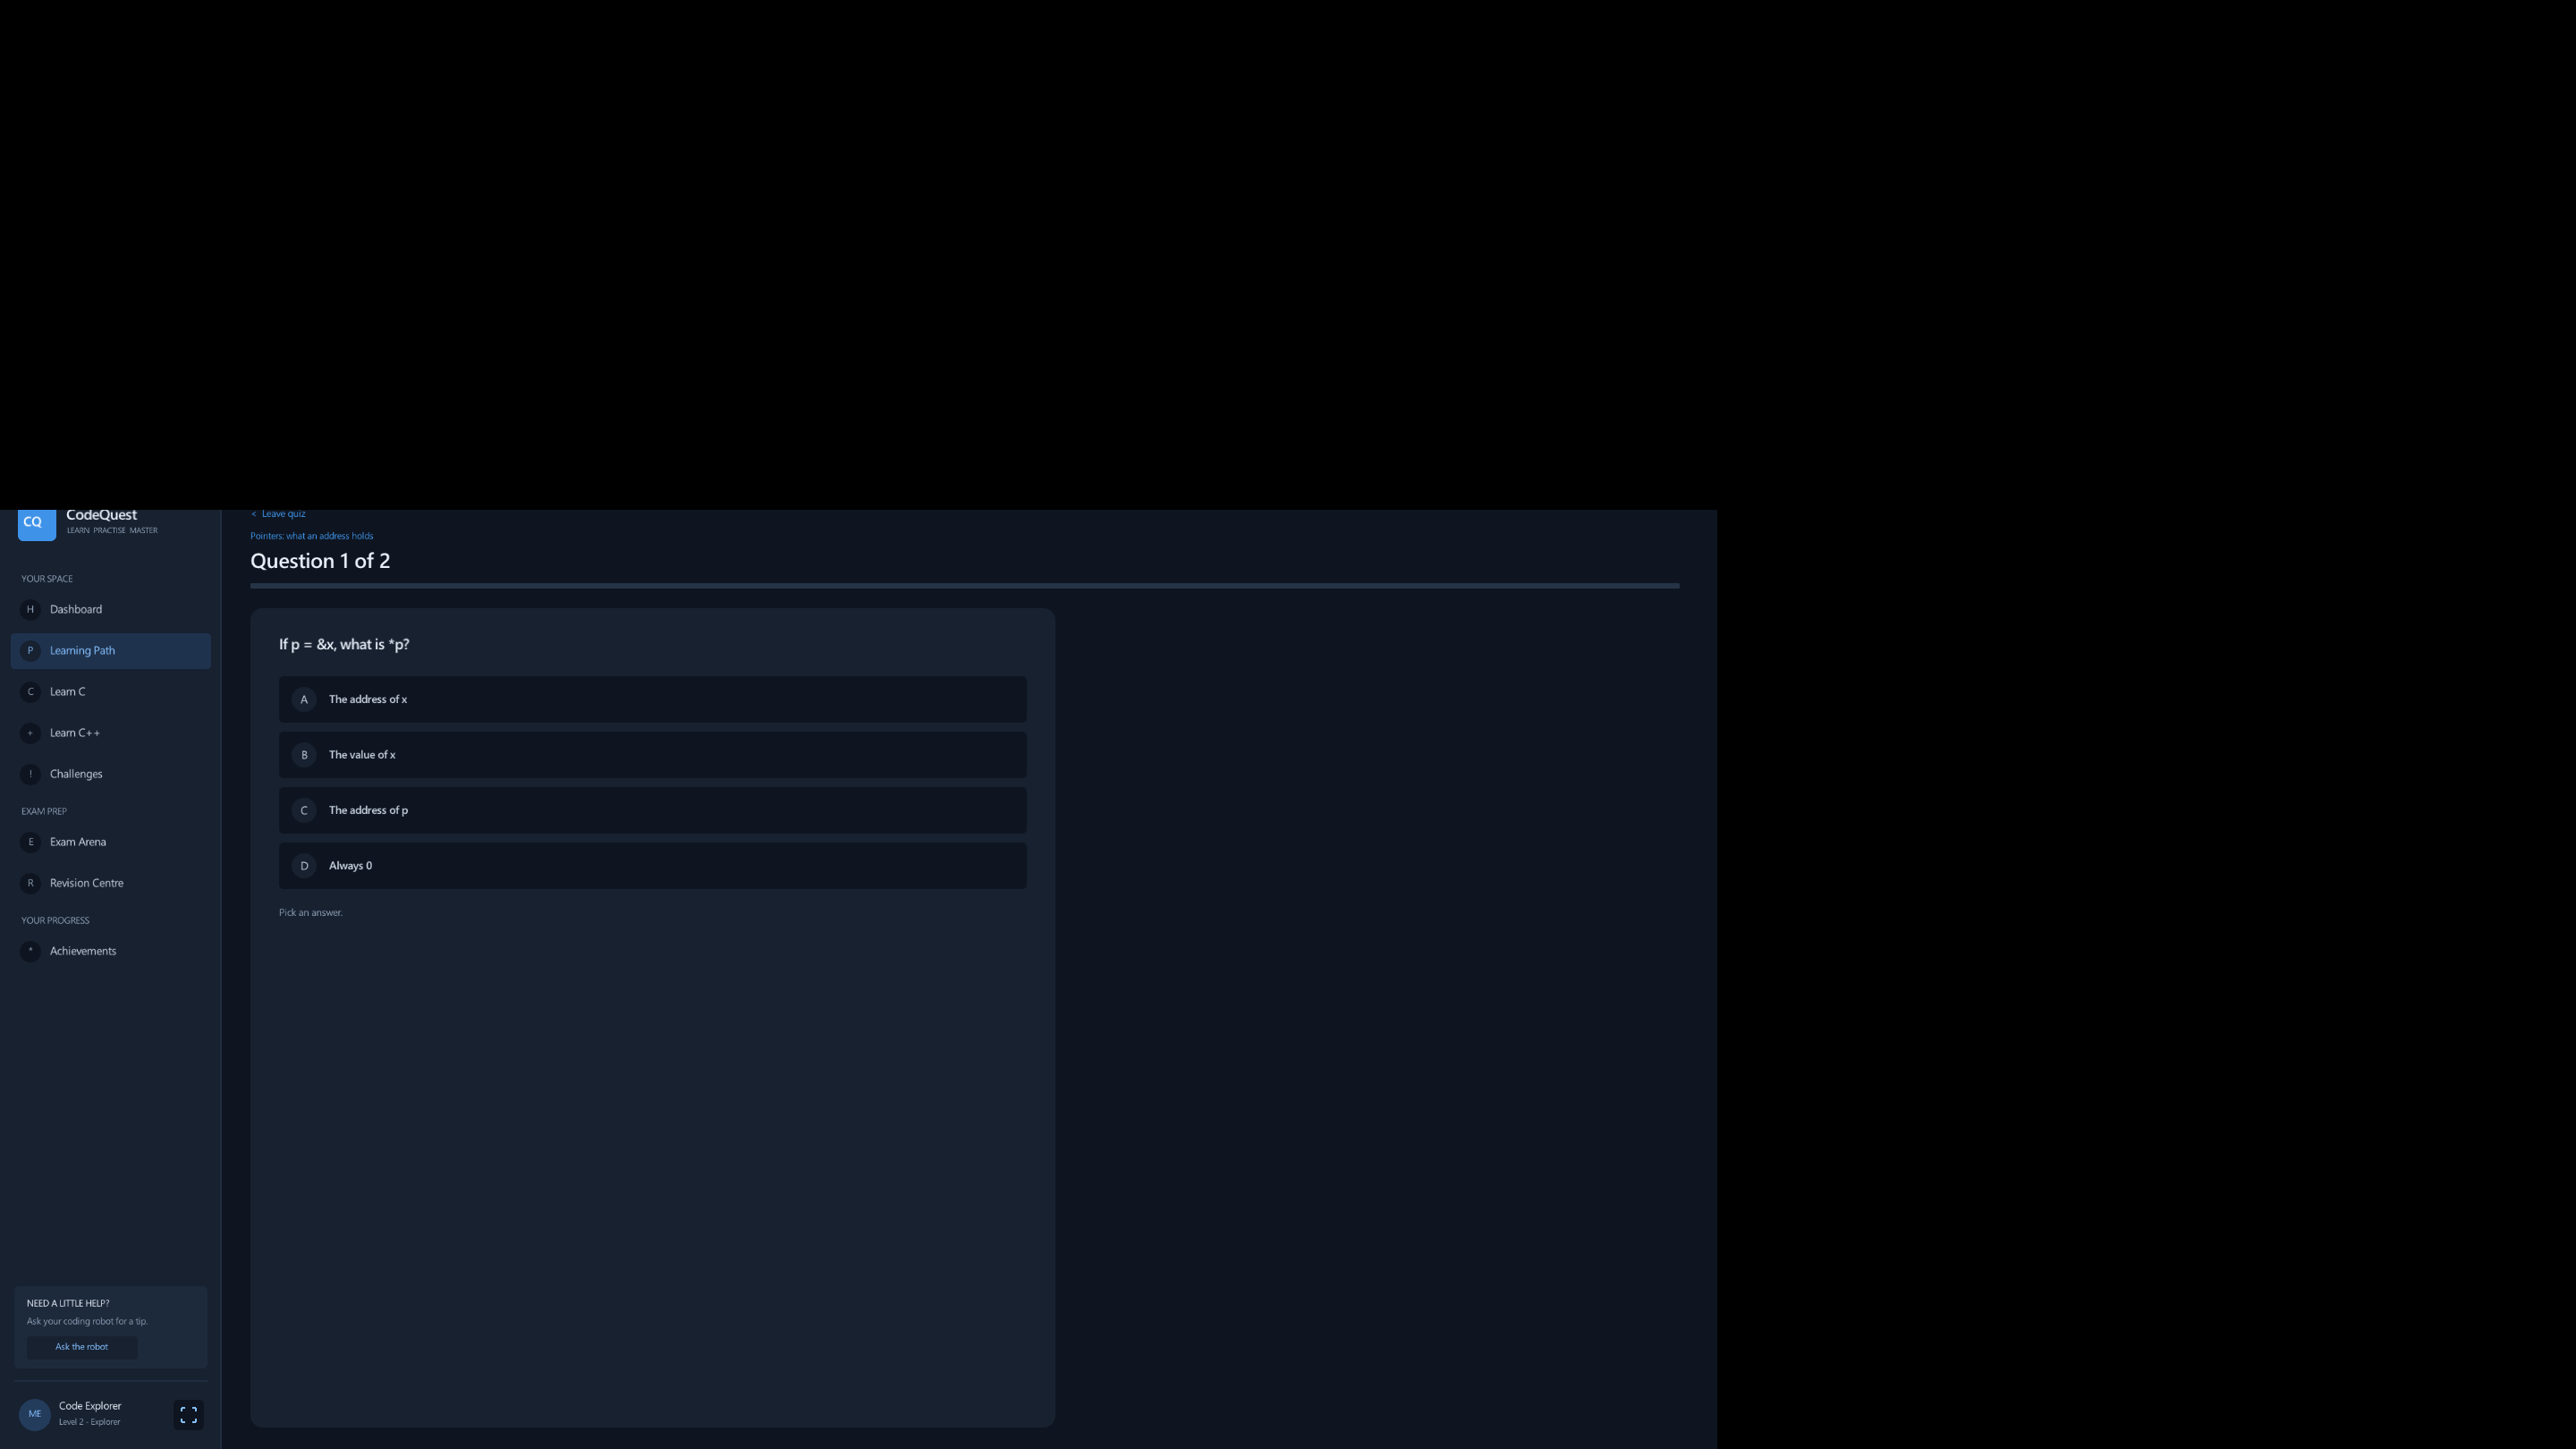 CQ
CodeQuest
LEARN PRACTISE MASTER
YOUR SPACE
H Dashboard
P Learning Path
C Learn C
+ Learn C++
! Challenges
EXAM PREP
E Exam Arena
R Revision Centre
YOUR PROGRESS
* Achievements
NEED A LITTLE HELP?
Ask your coding robot for a tip.
Ask the robot
ME
Code Explorer
Level 2 - Explorer
< Leave quiz
Pointers: what an address holds
Question 1 of 2
If p = &x, what is *p?
A The address of x
B The value of x
C The address of p
D Always 0
Pick an answer.